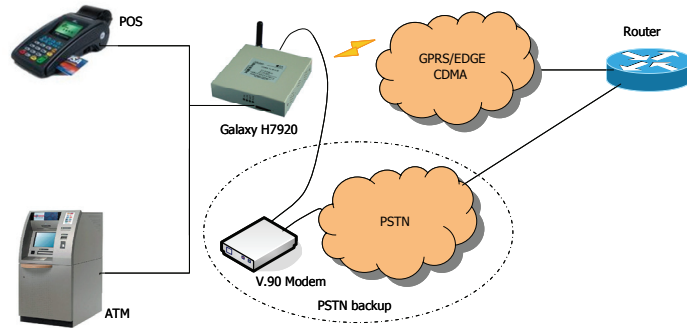 POS
Router
GPRS/EDGE
CDMA
Galaxy H7920
PSTN
V.90 Modem
ATM
PSTN backup